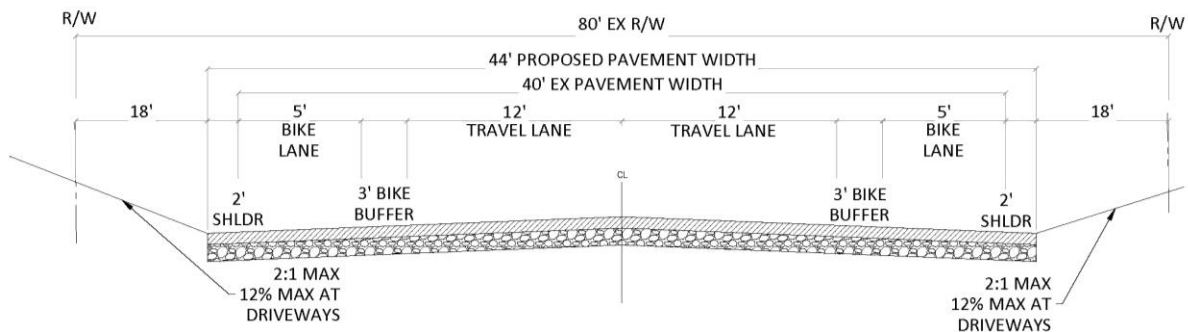 R/W
80' EX R/W
R/W
44' PROPOSED PAVEMENT WIDTH
40' EX PAVEMENT WIDTH
18'
5'
BIKE
LANE
12'
TRAVEL LANE
12'
TRAVEL LANE
5'
BIKE
LANE
18'
CL
2'
SHLDR
3' BIKE
BUFFER
3' BIKE
BUFFER
2'
SHLDR
2:1 MAX
12% MAX AT
DRIVEWAYS
2:1 MAX
12% MAX AT
DRIVEWAYS